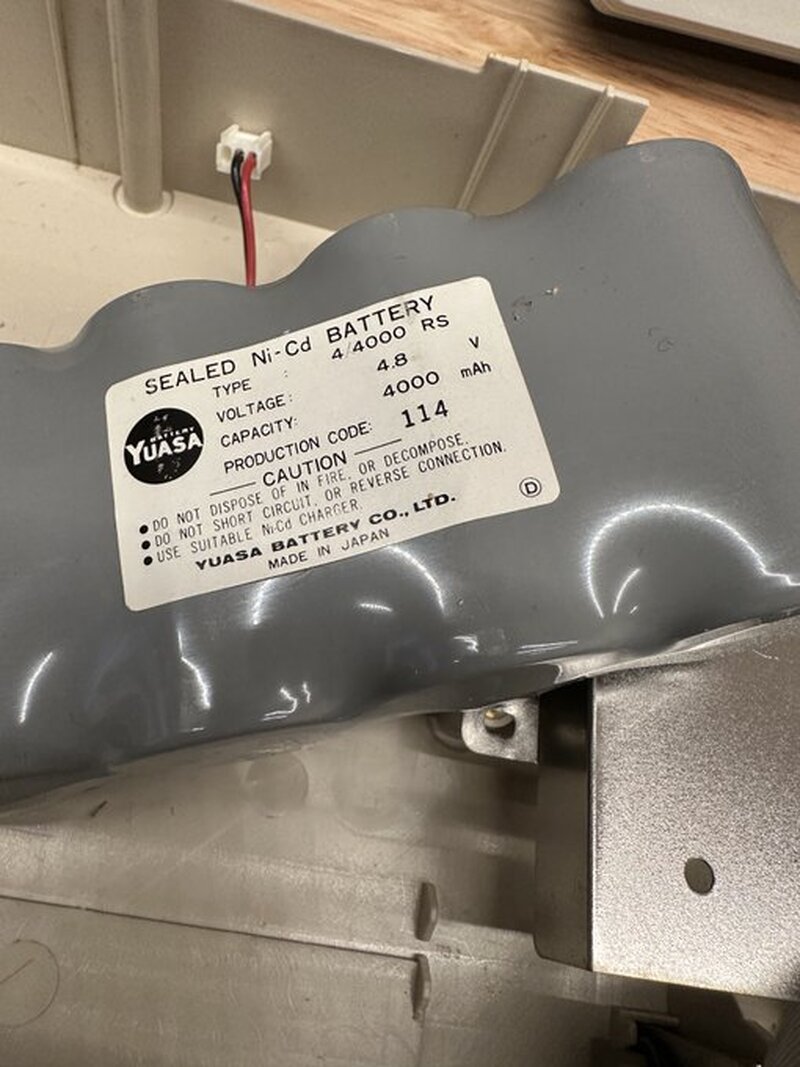 SEALED Ni-Cd BATTERY
TYPE : 4/4000 RS
VOLTAGE: 4.8 V
CAPACITY: 4000 mAh
PRODUCTION CODE: 114
BATTERY
YUASA
CAUTION
● DO NOT DISPOSE OF IN FIRE, OR DECOMPOSE.
● DO NOT SHORT CIRCUIT, OR REVERSE CONNECTION.
● USE SUITABLE Ni-Cd CHARGER.
YUASA BATTERY CO., LTD.
MADE IN JAPAN
D